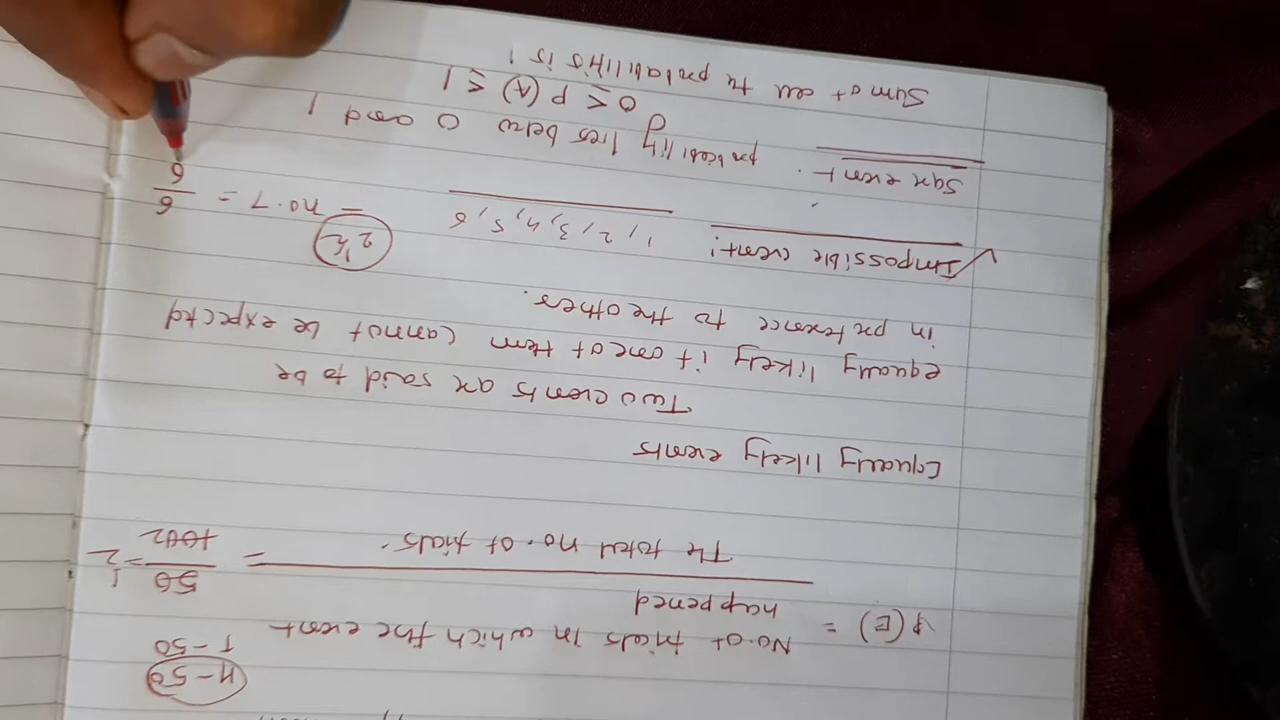 H-50
T-50
No. of trials in which the event
P(E) =
happened
The total no. of trials.
= 50 = 1
100 2 2
Equally likely events
Two events are said to be
equally likely if one of them cannot be expected
in preference to the others.
Impossible event: 1, 2, 3, 4, 5, 6
= no. 7 = 6
6
Sure event. probability lies betw 0 and 1
0 ≤ P(A) ≤ 1
Sum of all the probabilities is 1